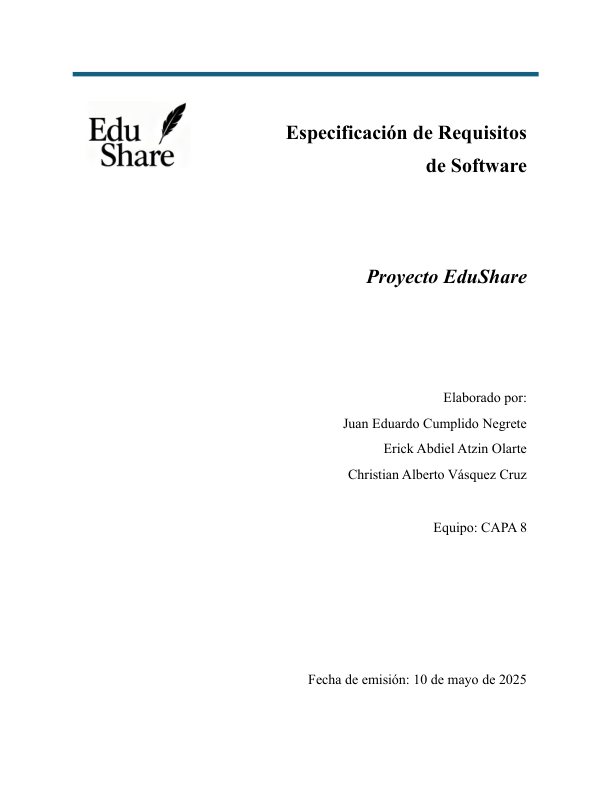 Edu
Share
Especificación de Requisitos
de Software
Proyecto EduShare
Elaborado por:
Juan Eduardo Cumplido Negrete
Erick Abdiel Atzin Olarte
Christian Alberto Vásquez Cruz
Equipo: CAPA 8
Fecha de emisión: 10 de mayo de 2025